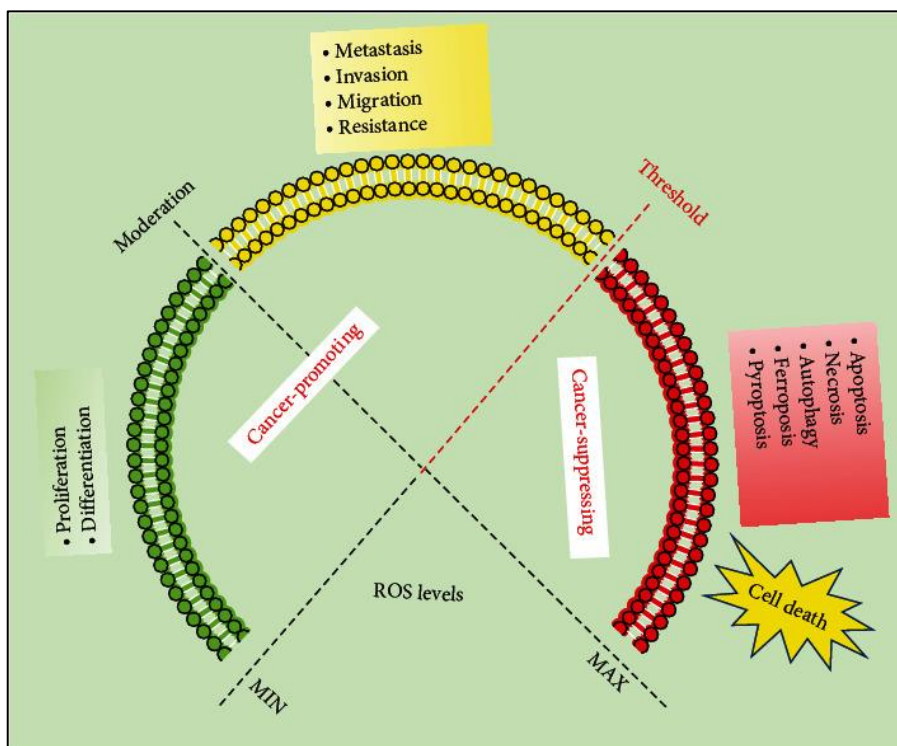 • Metastasis
• Invasion
• Migration
• Resistance
Moderation
Threshold
Cancer-promoting
Cancer-suppressing
• Proliferation
• Differentiation
• Apoptosis
• Necrosis
• Autophagy
• Ferroposis
• Pyroptosis
Cell death
ROS levels
MIN
MAX